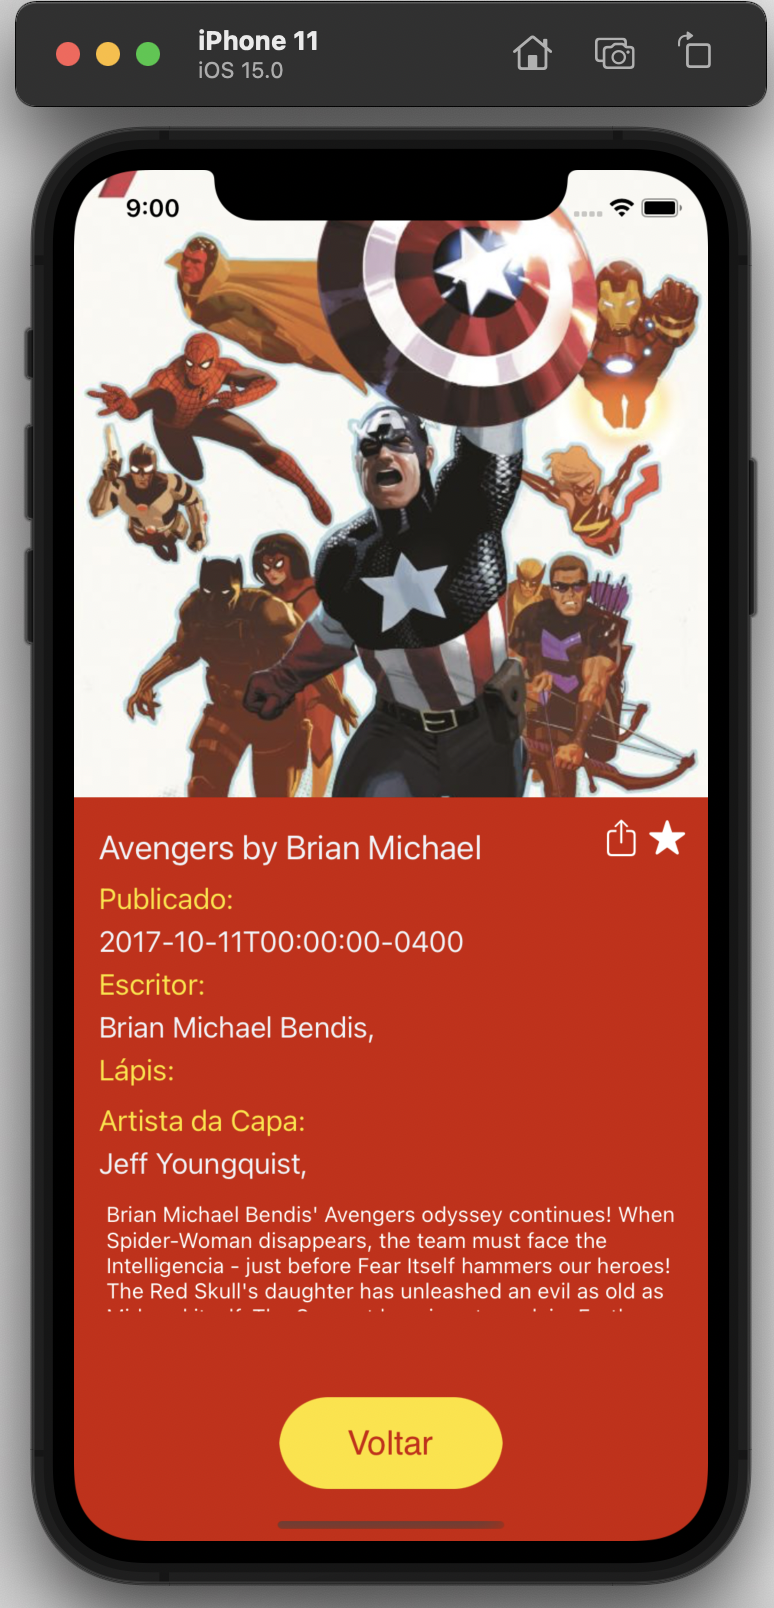 iPhone 11
iOS 15.0
9:00
Avengers by Brian Michael
Publicado:
2017-10-11T00:00:00-0400
Escritor:
Brian Michael Bendis,
Lápis:
Artista da Capa:
Jeff Youngquist,
Brian Michael Bendis' Avengers odyssey continues! When
Spider-Woman disappears, the team must face the
Intelligencia - just before Fear Itself hammers our heroes!
The Red Skull's daughter has unleashed an evil as old as
Voltar